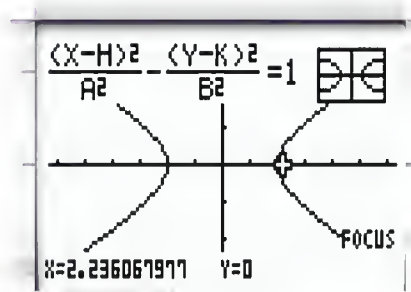 (X-H)2 (Y-K)2
A2 - B2 =1
FOCUS
X=2.236067977 Y=0